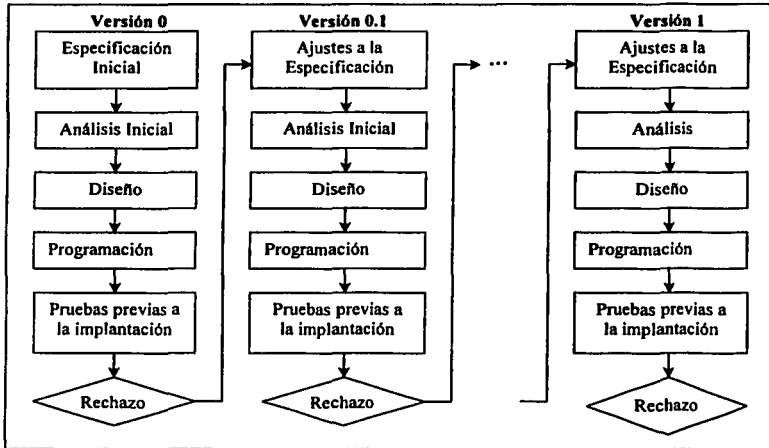 Versión 0
Especificación
Inicial
Análisis Inicial
Diseño
Programación
Pruebas previas a
la implantación
Rechazo
Versión 0.1
Ajustes a la
Especificación
Análisis Inicial
Diseño
Programación
Pruebas previas a
la implantación
Rechazo
...
Versión 1
Ajustes a la
Especificación
Análisis
Diseño
Programación
Pruebas previas a
la implantación
Rechazo